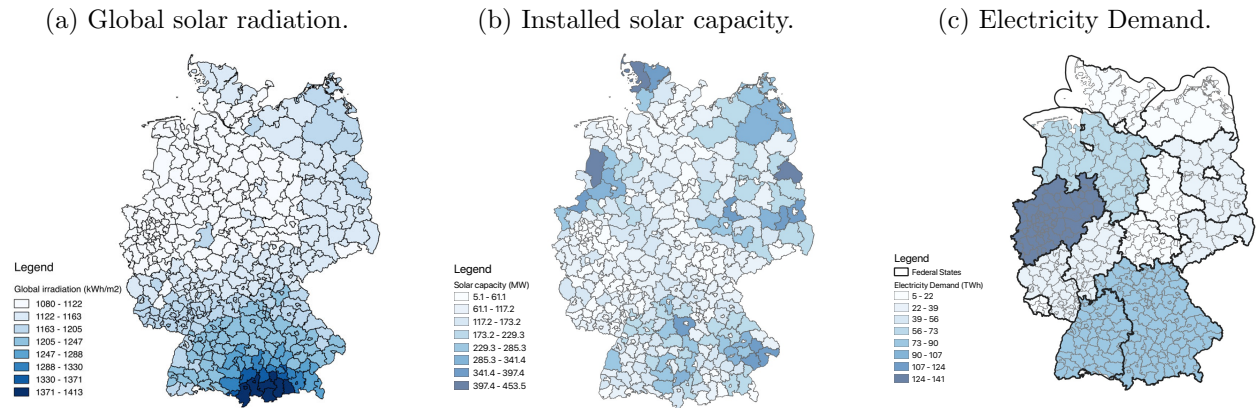 (a) Global solar radiation.
Legend
Global irradiation (kWh/m2)
1080 - 1122
1122 - 1163
1163 - 1205
1205 - 1247
1247 - 1288
1288 - 1330
1330 - 1371
1371 - 1413
(b) Installed solar capacity.
Legend
Solar capacity (MW)
5.1 - 61.1
61.1 - 117.2
117.2 - 173.2
173.2 - 229.3
229.3 - 285.3
285.3 - 341.4
341.4 - 397.4
397.4 - 453.5
(c) Electricity Demand.
Legend
Federal States
Electricity Demand (TWh)
5 - 22
22 - 39
39 - 56
56 - 73
73 - 90
90 - 107
107 - 124
124 - 141